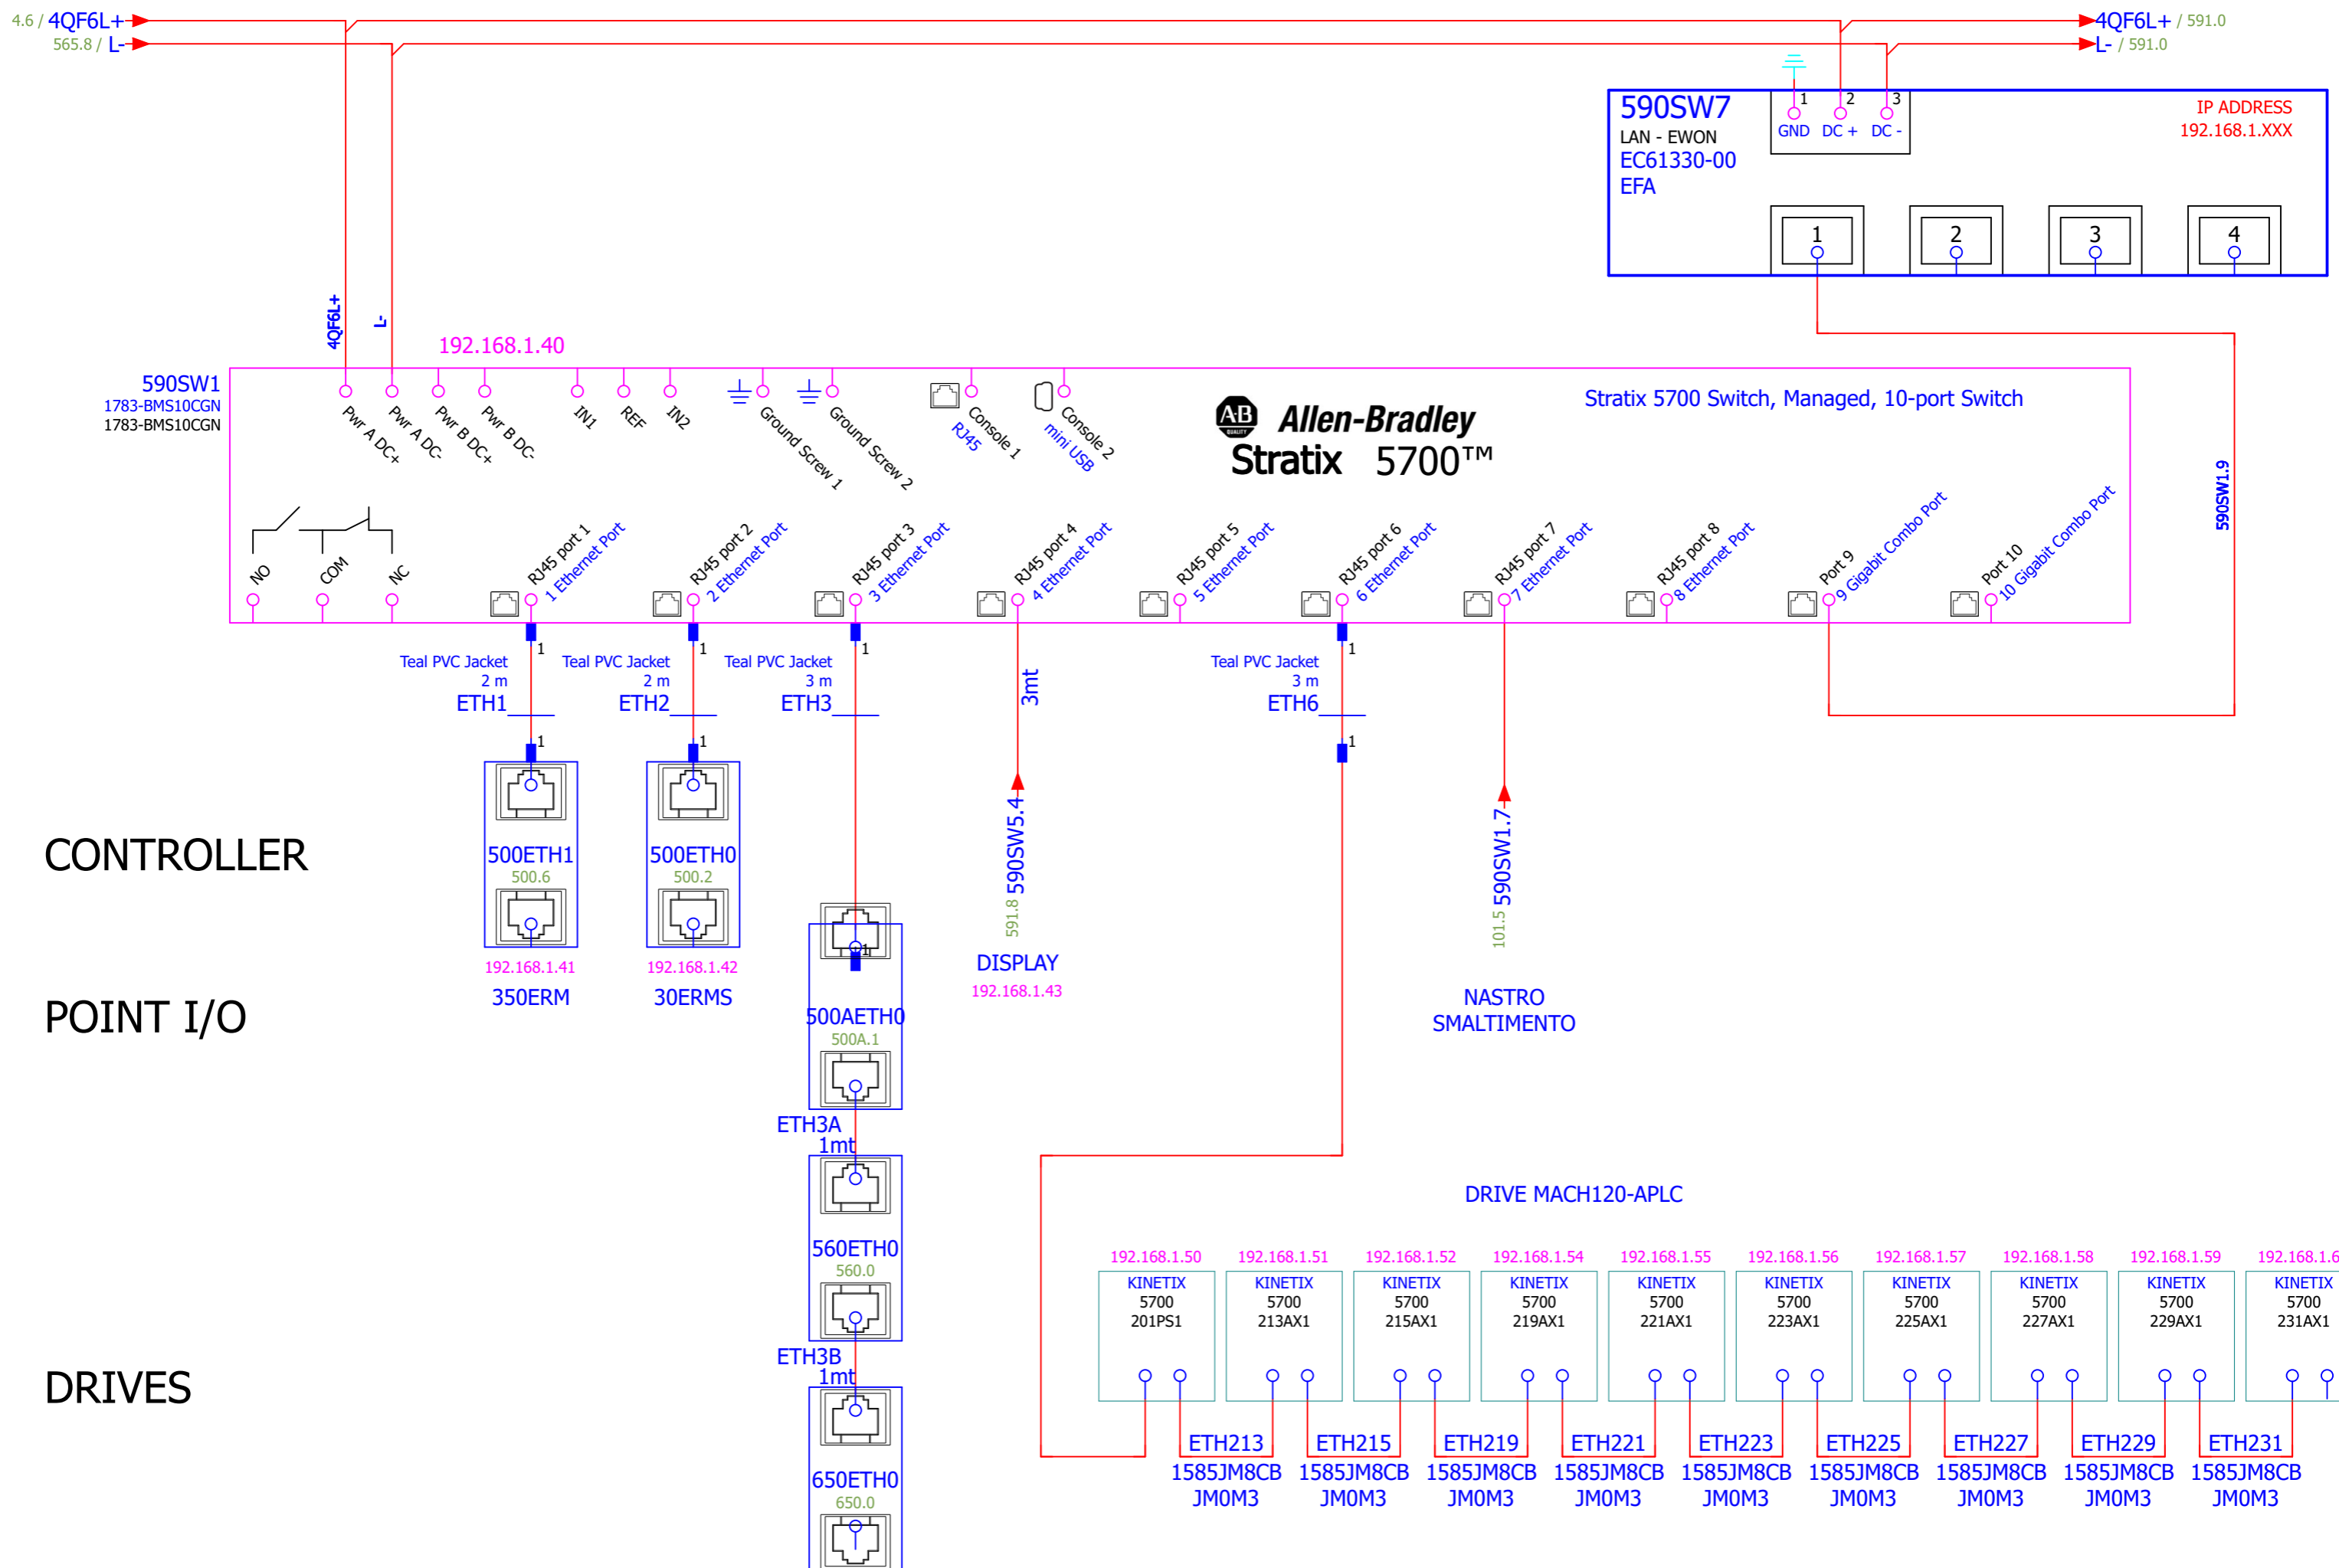 4.6 / 4QF6L+
565.8 / L-
4QF6L+ / 591.0
L- / 591.0
590SW7
LAN - EWON
EC61330-00
EFA
1
2
3
GND
DC +
DC -
IP ADDRESS
192.168.1.XXX
1
2
3
4
4QF6L+
L-
192.168.1.40
590SW1
1783-BMS10CGN
1783-BMS10CGN
Pwr A DC+
Pwr A DC-
Pwr B DC+
Pwr B DC-
IN1
REF
IN2
Ground Screw 1
Ground Screw 2
Console 1
RJ45
Console 2
mini USB
AB
QUALITY
Allen-Bradley
Stratix 5700™
Stratix 5700 Switch, Managed, 10-port Switch
590SW1.9
NO
COM
NC
RJ45 port 1
1 Ethernet Port
RJ45 port 2
2 Ethernet Port
RJ45 port 3
3 Ethernet Port
RJ45 port 4
4 Ethernet Port
RJ45 port 5
5 Ethernet Port
RJ45 port 6
6 Ethernet Port
RJ45 port 7
7 Ethernet Port
RJ45 port 8
8 Ethernet Port
Port 9
9 Gigabit Combo Port
Port 10
10 Gigabit Combo Port
1
Teal PVC Jacket
2 m
ETH1
1
1
Teal PVC Jacket
2 m
ETH2
1
1
Teal PVC Jacket
3 m
ETH3
3mt
1
Teal PVC Jacket
3 m
ETH6
1
CONTROLLER
500ETH1
500.6
192.168.1.41
350ERM
500ETH0
500.2
192.168.1.42
30ERMS
591.8 590SW5.4
DISPLAY
192.168.1.43
101.5 590SW1.7
NASTRO
SMALTIMENTO
POINT I/O
1
500AETH0
500A.1
ETH3A
1mt
560ETH0
560.0
ETH3B
1mt
DRIVES
650ETH0
650.0
DRIVE MACH120-APLC
192.168.1.50
KINETIX
5700
201PS1
192.168.1.51
KINETIX
5700
213AX1
192.168.1.52
KINETIX
5700
215AX1
192.168.1.54
KINETIX
5700
219AX1
192.168.1.55
KINETIX
5700
221AX1
192.168.1.56
KINETIX
5700
223AX1
192.168.1.57
KINETIX
5700
225AX1
192.168.1.58
KINETIX
5700
227AX1
192.168.1.59
KINETIX
5700
229AX1
192.168.1.6
KINETIX
5700
231AX1
ETH213
1585JM8CB
JM0M3
ETH215
1585JM8CB
JM0M3
ETH219
1585JM8CB
JM0M3
ETH221
1585JM8CB
JM0M3
ETH223
1585JM8CB
JM0M3
ETH225
1585JM8CB
JM0M3
ETH227
1585JM8CB
JM0M3
ETH229
1585JM8CB
JM0M3
ETH231
1585JM8CB
JM0M3